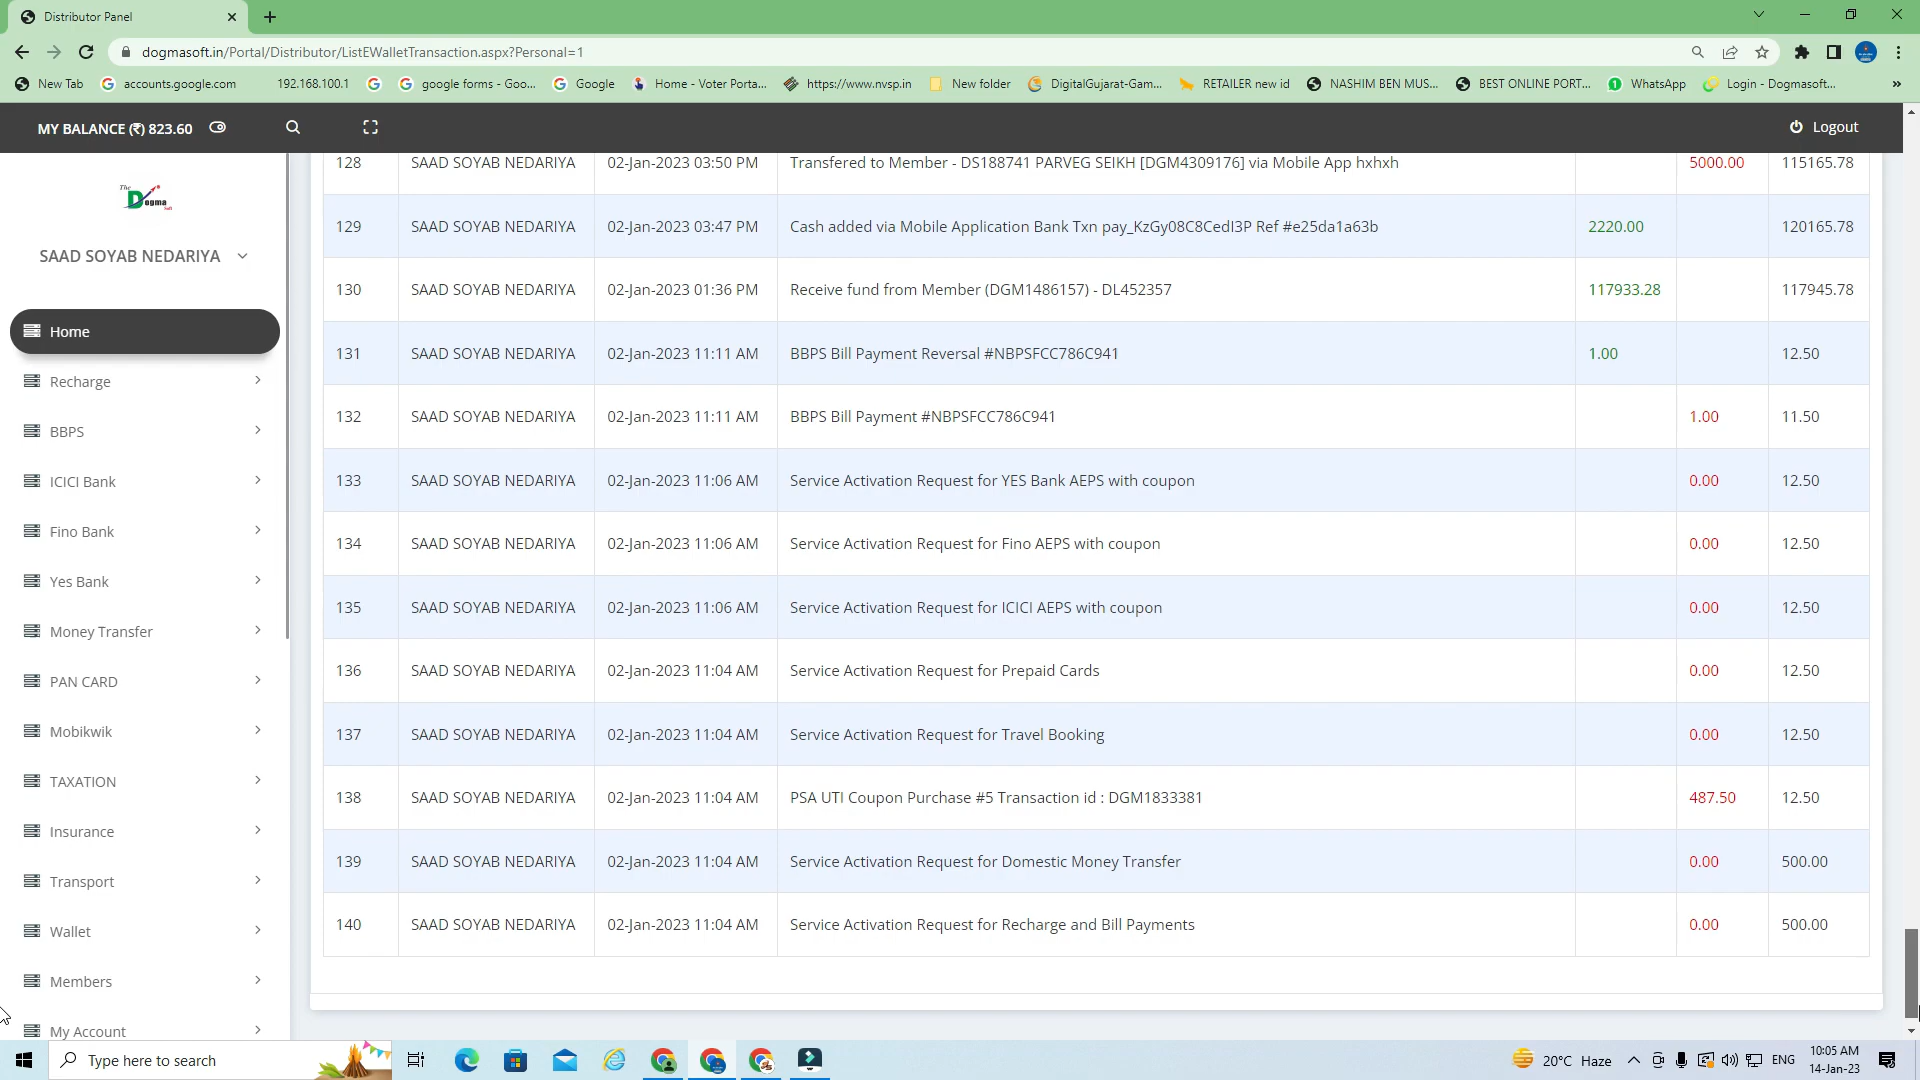 Distributor Panel
dogmasoft.in/Portal/Distributor/ListEWalletTransaction.aspx?Personal=1
New Tab accounts.google.com 192.168.100.1 google forms - Goo... Google Home - Voter Porta... https://www.nvsp.in New folder DigitalGujarat-Gam... RETAILER new id NASHIM BEN MUS... BEST ONLINE PORT... WhatsApp Login - Dogmasoft... »
MY BALANCE (₹) 823.60 Logout
The Dogma Soft
SAAD SOYAB NEDARIYA
Home
Recharge
BBPS
ICICI Bank
Fino Bank
Yes Bank
Money Transfer
PAN CARD
Mobikwik
TAXATION
Insurance
Transport
Wallet
Members
My Account
128 SAAD SOYAB NEDARIYA 02-Jan-2023 03:50 PM Transfered to Member - DS188741 PARVEG SEIKH [DGM4309176] via Mobile App hxhxh 5000.00 115165.78
129 SAAD SOYAB NEDARIYA 02-Jan-2023 03:47 PM Cash added via Mobile Application Bank Txn pay_KzGy08C8CedI3P Ref #e25da1a63b 2220.00 120165.78
130 SAAD SOYAB NEDARIYA 02-Jan-2023 01:36 PM Receive fund from Member (DGM1486157) - DL452357 117933.28 117945.78
131 SAAD SOYAB NEDARIYA 02-Jan-2023 11:11 AM BBPS Bill Payment Reversal #NBPSFCC786C941 1.00 12.50
132 SAAD SOYAB NEDARIYA 02-Jan-2023 11:11 AM BBPS Bill Payment #NBPSFCC786C941 1.00 11.50
133 SAAD SOYAB NEDARIYA 02-Jan-2023 11:06 AM Service Activation Request for YES Bank AEPS with coupon 0.00 12.50
134 SAAD SOYAB NEDARIYA 02-Jan-2023 11:06 AM Service Activation Request for Fino AEPS with coupon 0.00 12.50
135 SAAD SOYAB NEDARIYA 02-Jan-2023 11:06 AM Service Activation Request for ICICI AEPS with coupon 0.00 12.50
136 SAAD SOYAB NEDARIYA 02-Jan-2023 11:04 AM Service Activation Request for Prepaid Cards 0.00 12.50
137 SAAD SOYAB NEDARIYA 02-Jan-2023 11:04 AM Service Activation Request for Travel Booking 0.00 12.50
138 SAAD SOYAB NEDARIYA 02-Jan-2023 11:04 AM PSA UTI Coupon Purchase #5 Transaction id : DGM1833381 487.50 12.50
139 SAAD SOYAB NEDARIYA 02-Jan-2023 11:04 AM Service Activation Request for Domestic Money Transfer 0.00 500.00
140 SAAD SOYAB NEDARIYA 02-Jan-2023 11:04 AM Service Activation Request for Recharge and Bill Payments 0.00 500.00
Type here to search 20°C Haze ENG 10:05 AM
14-Jan-23